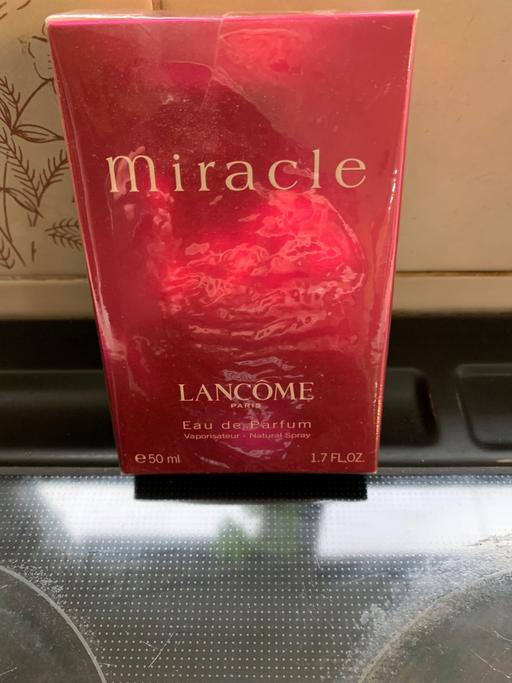 miracle
LANCÔME
PARIS
Eau de Parfum
Vaporisateur - Natural Spray
℮50 ml 1.7 FL.OZ.